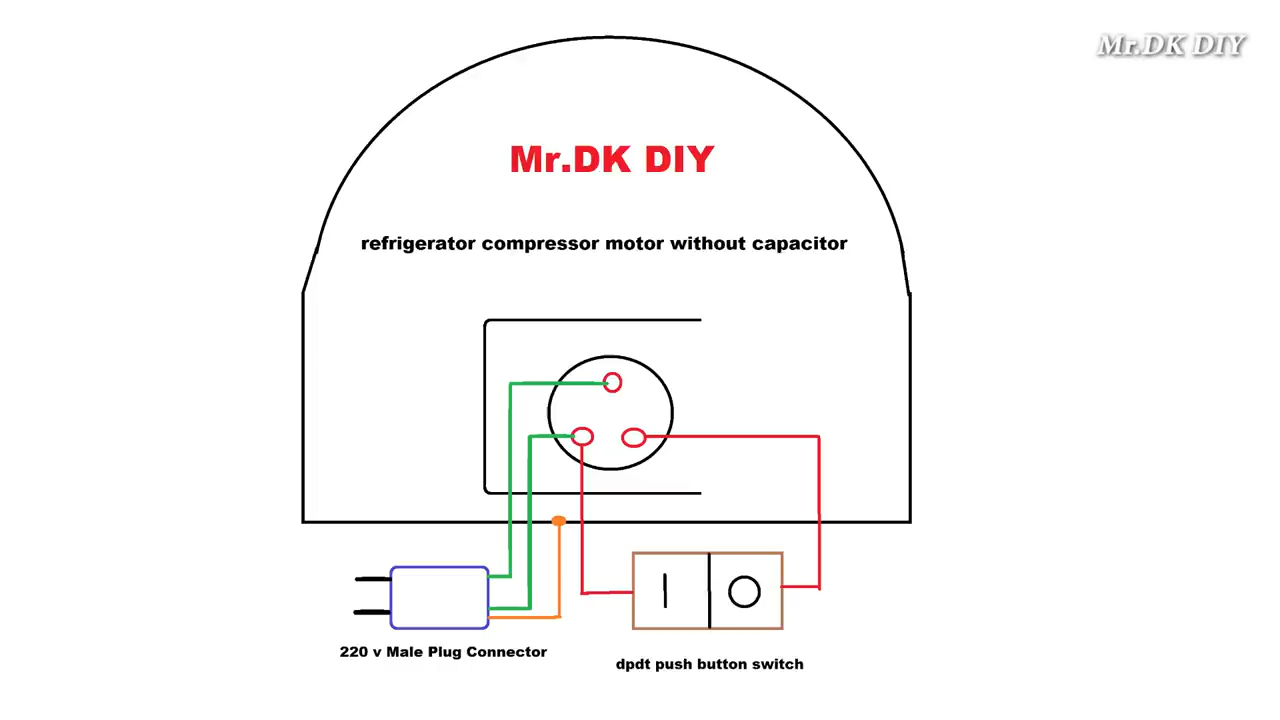 Mr.DK DIY
Mr.DK DIY
refrigerator compressor motor without capacitor
220 v Male Plug Connector
dpdt push button switch